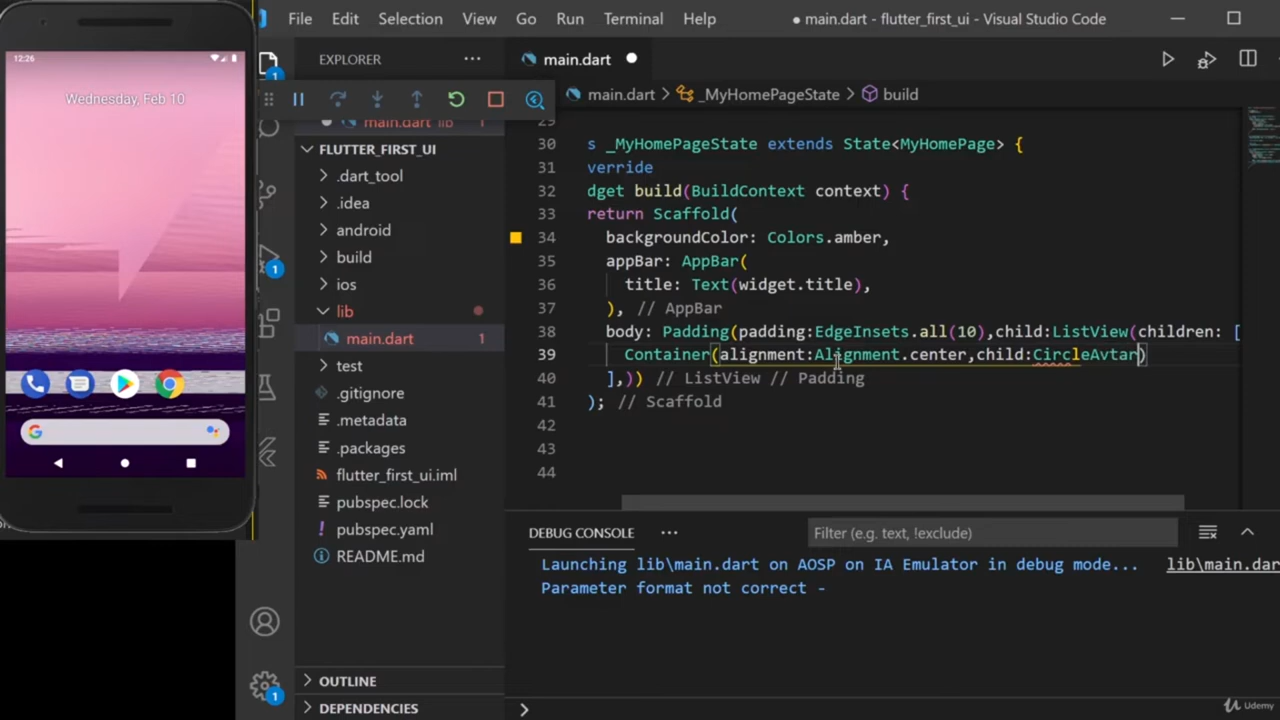 12:26
Wednesday, Feb 10
File Edit Selection View Go Run Terminal Help
● main.dart - flutter_first_ui - Visual Studio Code
EXPLORER ...
main.dart ●
main.dart > _MyHomePageState > build
1
● main.dart lib 1
FLUTTER_FIRST_UI
.dart_tool
.idea
android
build
ios
lib
main.dart 1
test
.gitignore
.metadata
.packages
flutter_first_ui.iml
pubspec.lock
pubspec.yaml
README.md
OUTLINE
DEPENDENCIES
1
1
29
30 s _MyHomePageState extends State<MyHomePage> {
31 verride
32 dget build(BuildContext context) {
33 return Scaffold(
34 backgroundColor: Colors.amber,
35 appBar: AppBar(
36 title: Text(widget.title),
37 ), // AppBar
38 body: Padding(padding:EdgeInsets.all(10),child:ListView(children: [
39 Container(alignment:Alignment.center,child:CircleAvtar)
40 ],)) // ListView // Padding
41 ); // Scaffold
42
43
44
DEBUG CONSOLE ... Filter (e.g. text, !exclude)
Launching lib\main.dart on AOSP on IA Emulator in debug mode... lib\main.dar
Parameter format not correct -
>
Udemy